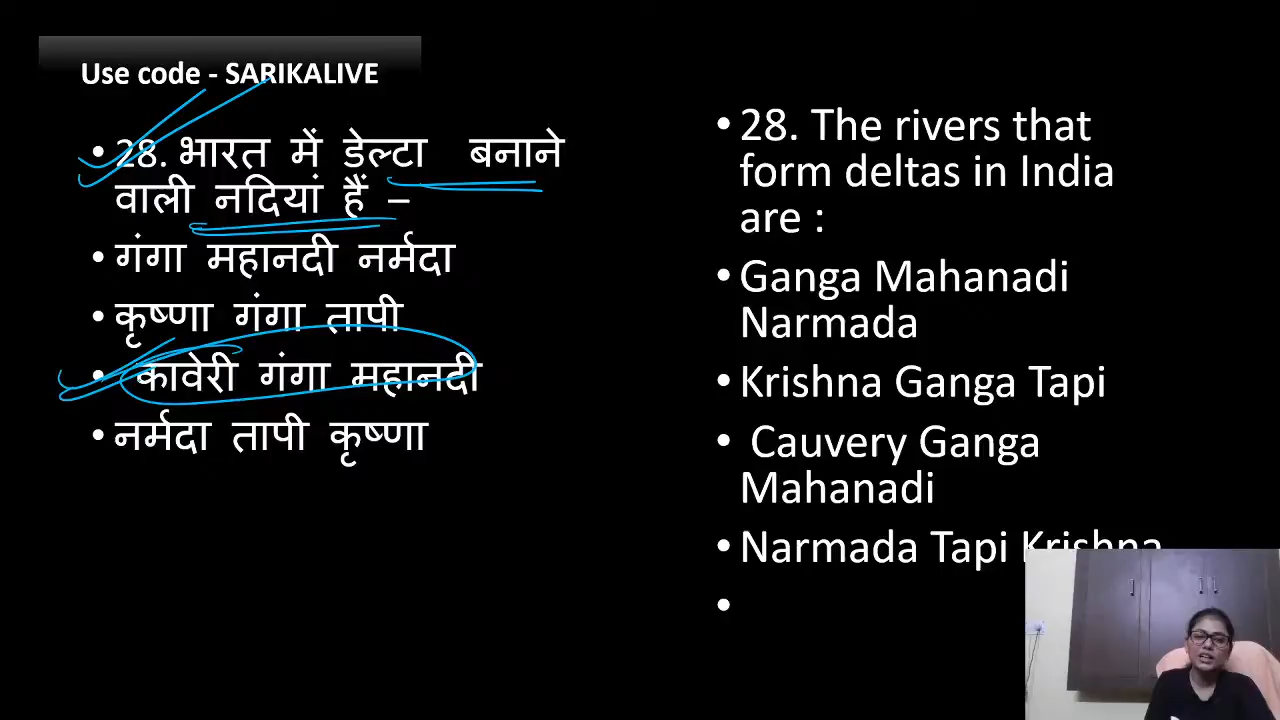 Use code - SARIKALIVE
• 28. भारत में डेल्टा बनाने
वाली नदियां हैं –
• गंगा महानदी नर्मदा
• कृष्णा गंगा तापी
• कावेरी गंगा महानदी
• नर्मदा तापी कृष्णा
• 28. The rivers that
form deltas in India
are :
• Ganga Mahanadi
Narmada
• Krishna Ganga Tapi
• Cauvery Ganga
Mahanadi
• Narmada Tapi Krishna
•